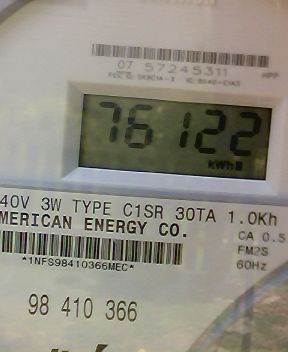 07 57245311 HPP
76122
kWh
40V 3W TYPE C1SR 30TA 1.0Kh
MERICAN ENERGY CO.
CA 0.5
FM2S
*1NFS98410366MEC*
60Hz
98 410 366